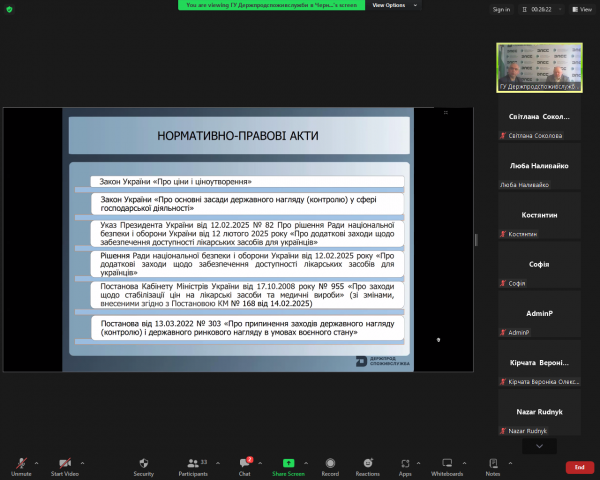 You are viewing ГУ Держпродспоживслужби в Черн...'s screen
View Options
Sign in
00:28:22
View
НОРМАТИВНО-ПРАВОВІ АКТИ
Закон України «Про ціни і ціноутворення»
Закон України «Про основні засади державного нагляду (контролю) у сфері
господарської діяльності»
Указ Президента України від 12.02.2025 № 82 Про рішення Ради національної
безпеки і оборони України від 12 лютого 2025 року «Про додаткові заходи щодо
забезпечення доступності лікарських засобів для українців»
Рішення Ради національної безпеки і оборони України від 12.02.2025 року «Про
додаткові заходи щодо забезпечення доступності лікарських засобів для
українців»
Постанова Кабінету Міністрів України від 17.10.2008 року № 955 «Про заходи
щодо стабілізації цін на лікарські засоби та медичні вироби» (зі змінами,
внесеними згідно з Постановою КМ № 168 від 14.02.2025)
Постанова від 13.03.2022 № 303 «Про припинення заходів державного нагляду
(контролю) і державного ринкового нагляду в умовах воєнного стану»
ДЕРЖПРОД
СПОЖИВСЛУЖБА
ГУ Держпродспоживслужб...
Світлана Сокол...
Світлана Соколова
Люба Наливайко
Люба Наливайко
Костянтин
Костянтин
Софія
Софія
AdminP
AdminP
Кірчата Вероні...
Кірчата Вероніка Олекс...
Nazar Rudnyk
Nazar Rudnyk
Unmute
Start Video
Security
Participants
33
Chat
2
Share Screen
Record
Reactions
Apps
Whiteboards
Notes
End